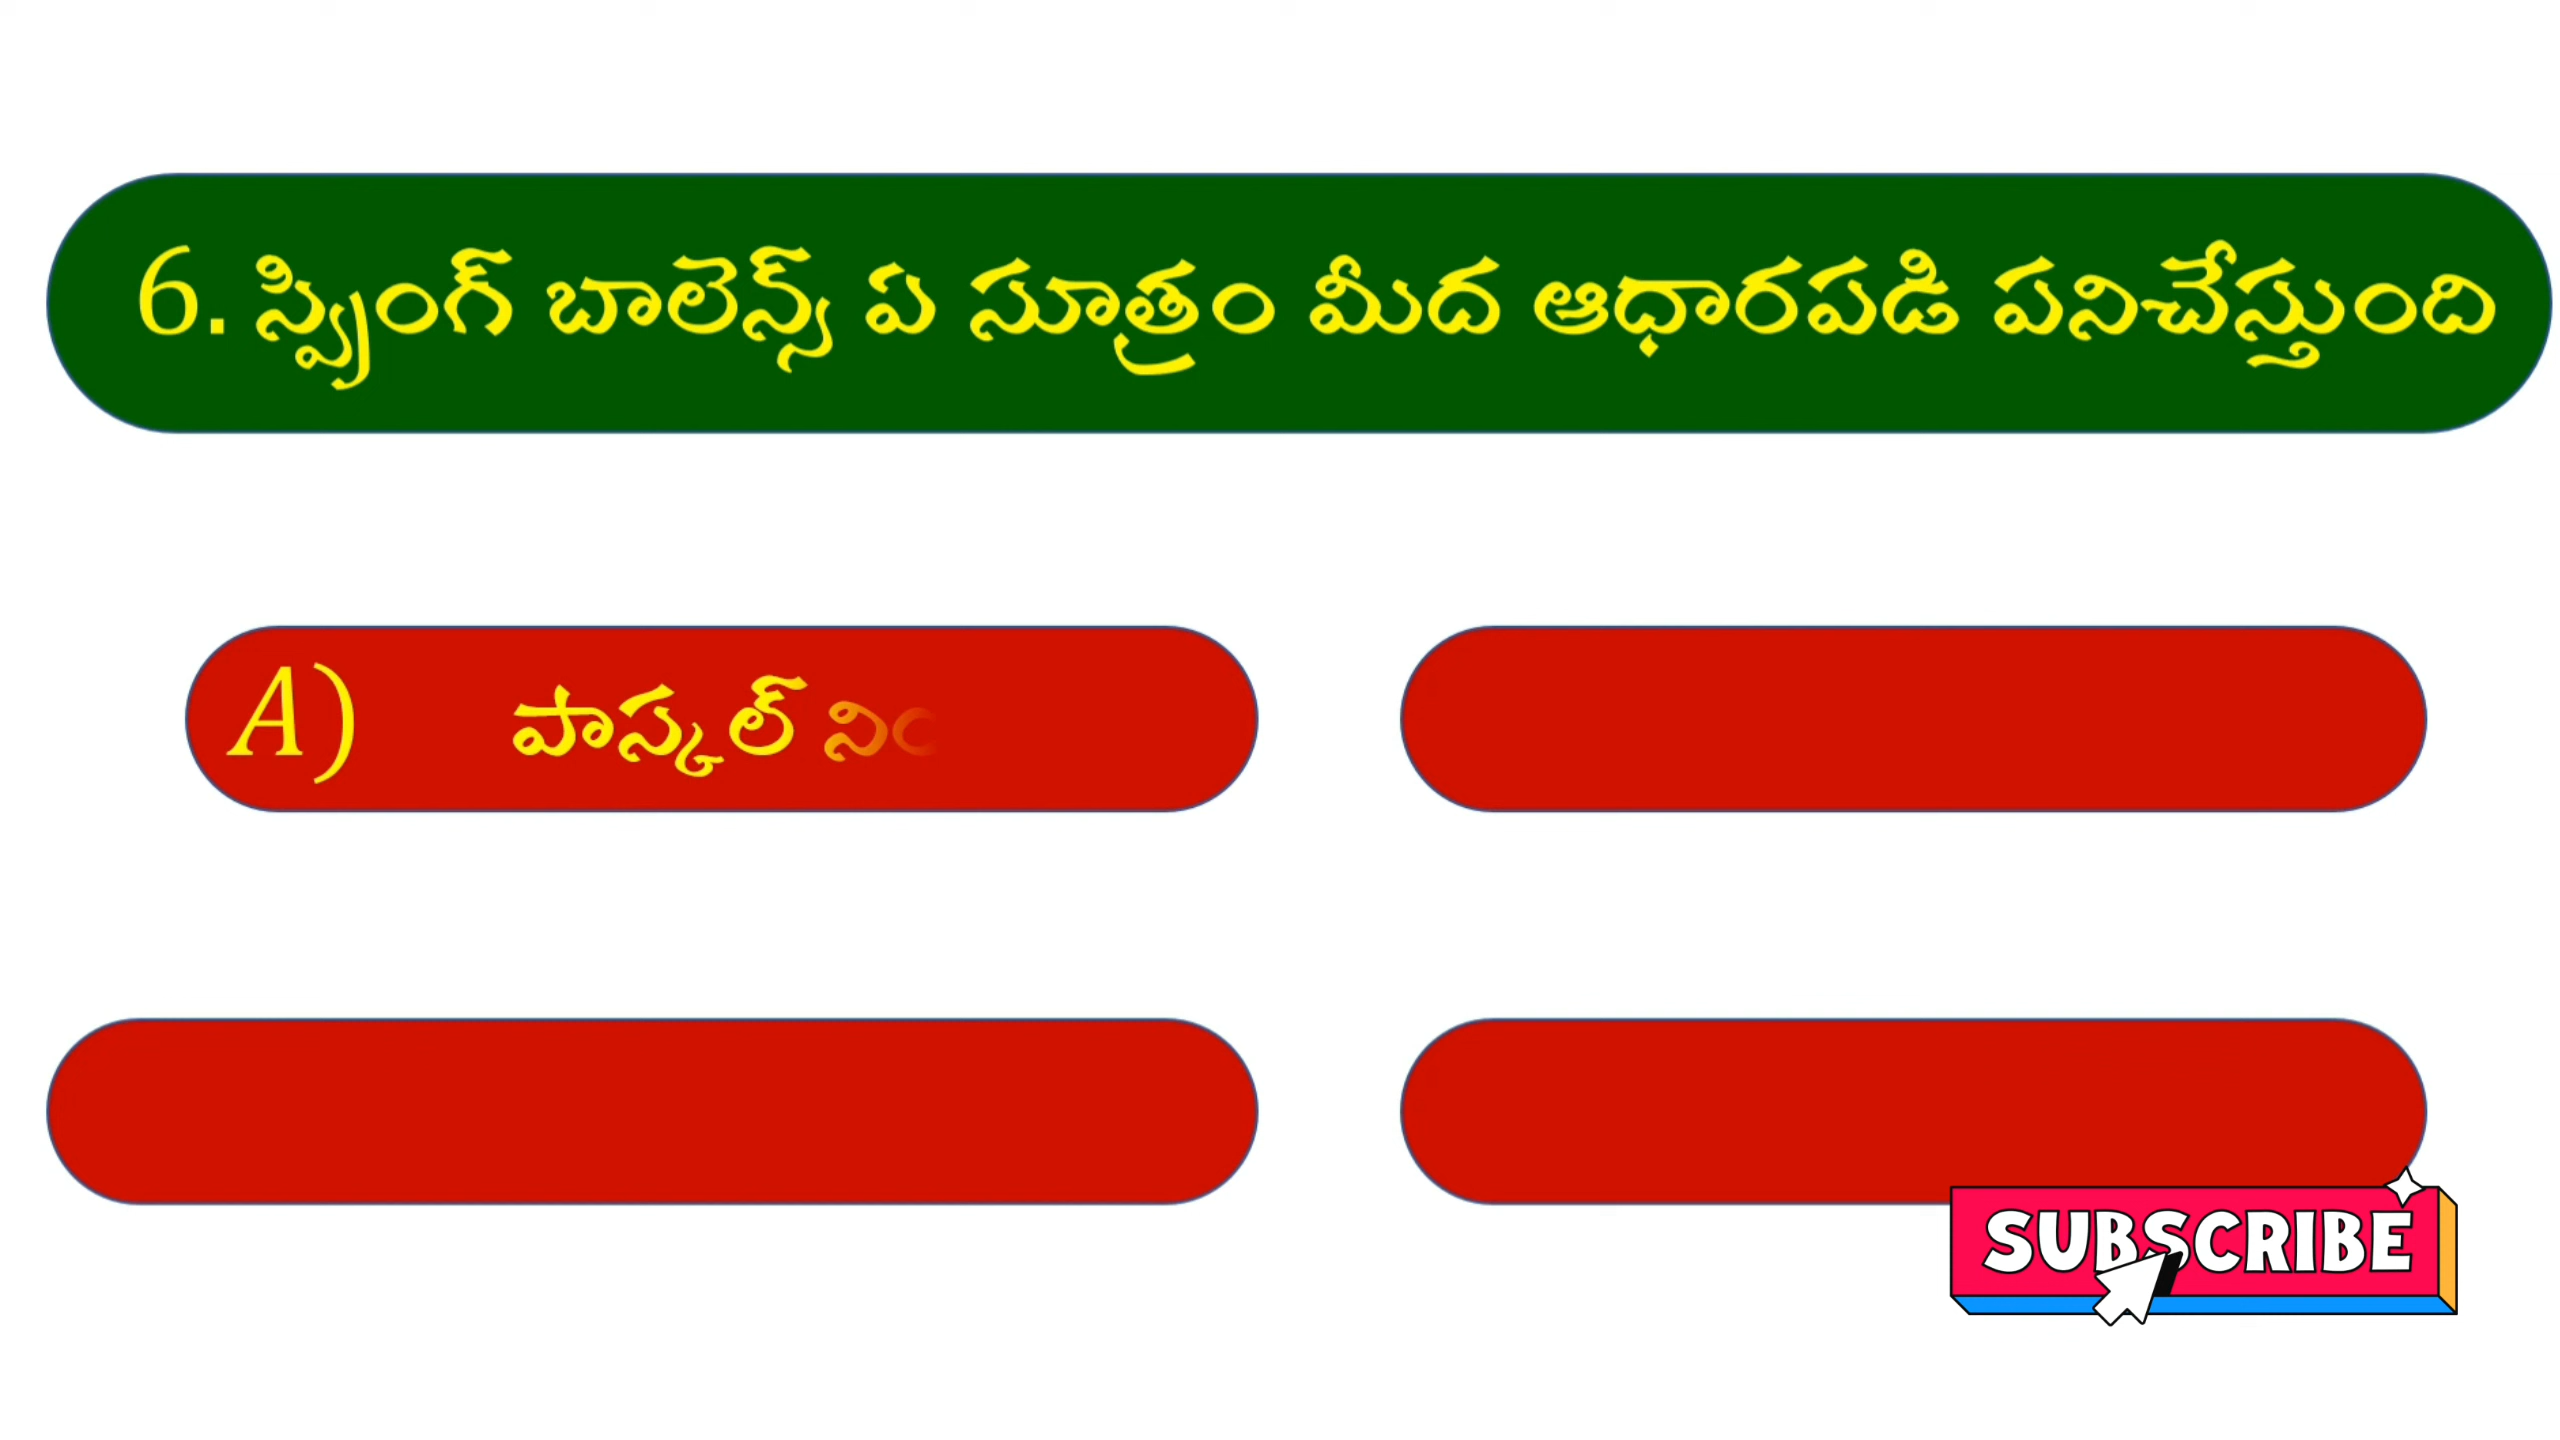 6. స్ప్రింగ్ బాలెన్స్ ఏ సూత్రం మీద ఆధారపడి పనిచేస్తుంది
A) పాస్కల్
SUBSCRIBE